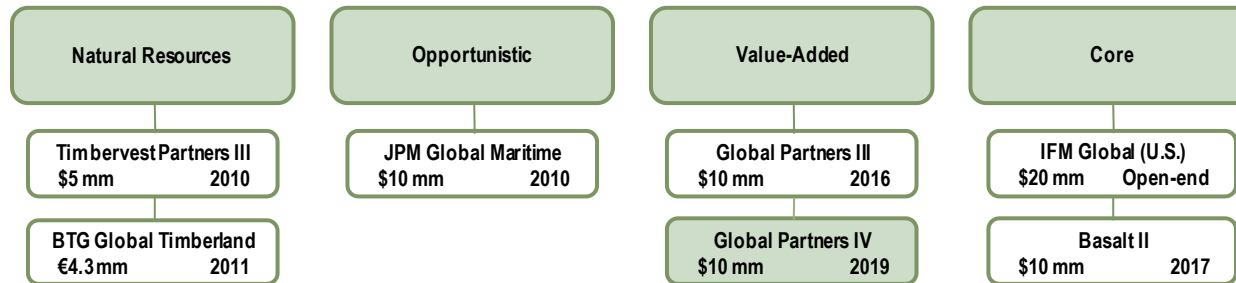 Natural Resources
Opportunistic
Value-Added
Core
Timbervest Partners III
$5 mm 2010
JPM Global Maritime
$10 mm 2010
Global Partners III
$10 mm 2016
IFM Global (U.S.)
$20 mm Open-end
BTG Global Timberland
€4.3 mm 2011
Global Partners IV
$10 mm 2019
Basalt II
$10 mm 2017